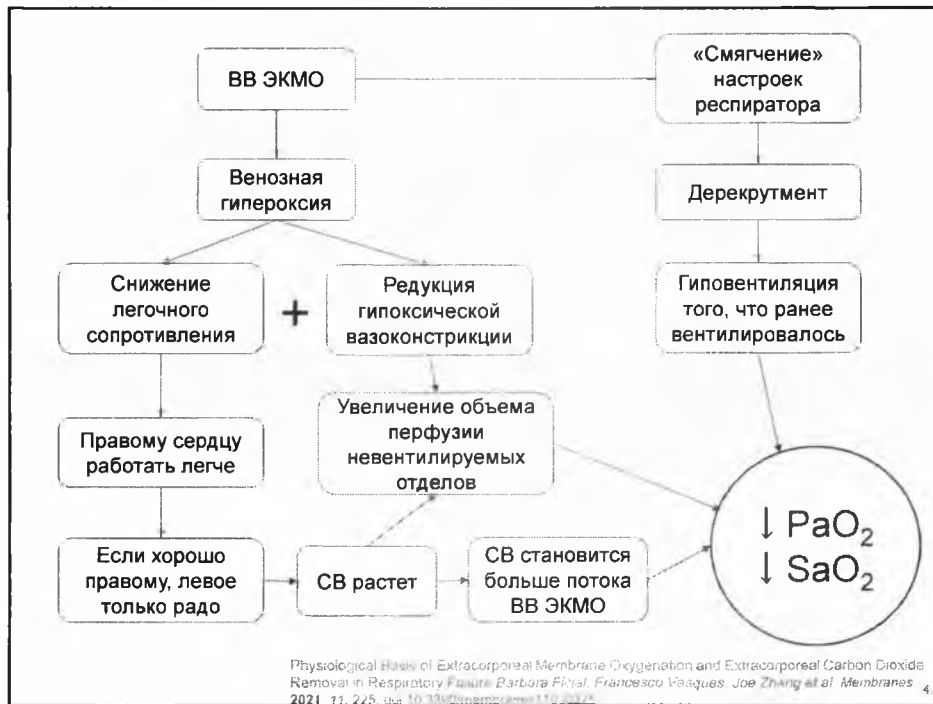 ВВ ЭКМО
«Смягчение»
настроек
респиратора
Венозная
гипероксия
Дерекрутмент
Снижение
легочного
сопротивления
+
Редукция
гипоксической
вазоконстрикции
Гиповентиляция
того, что ранее
вентилировалось
Правому сердцу
работать легче
Увеличение объема
перфузии
невентилируемых
отделов
Если хорошо
правому, левое
только радо
СВ растет
СВ становится
больше потока
ВВ ЭКМО
↓ PaO₂
↓ SaO₂
Physiological Basis of Extracorporeal Membrane Oxygenation and Extracorporeal Carbon Dioxide
Removal in Respiratory Failure Barbara Francesco Vasques, Joe Zhang et al. Membranes
2021, 11, 225, doi
4